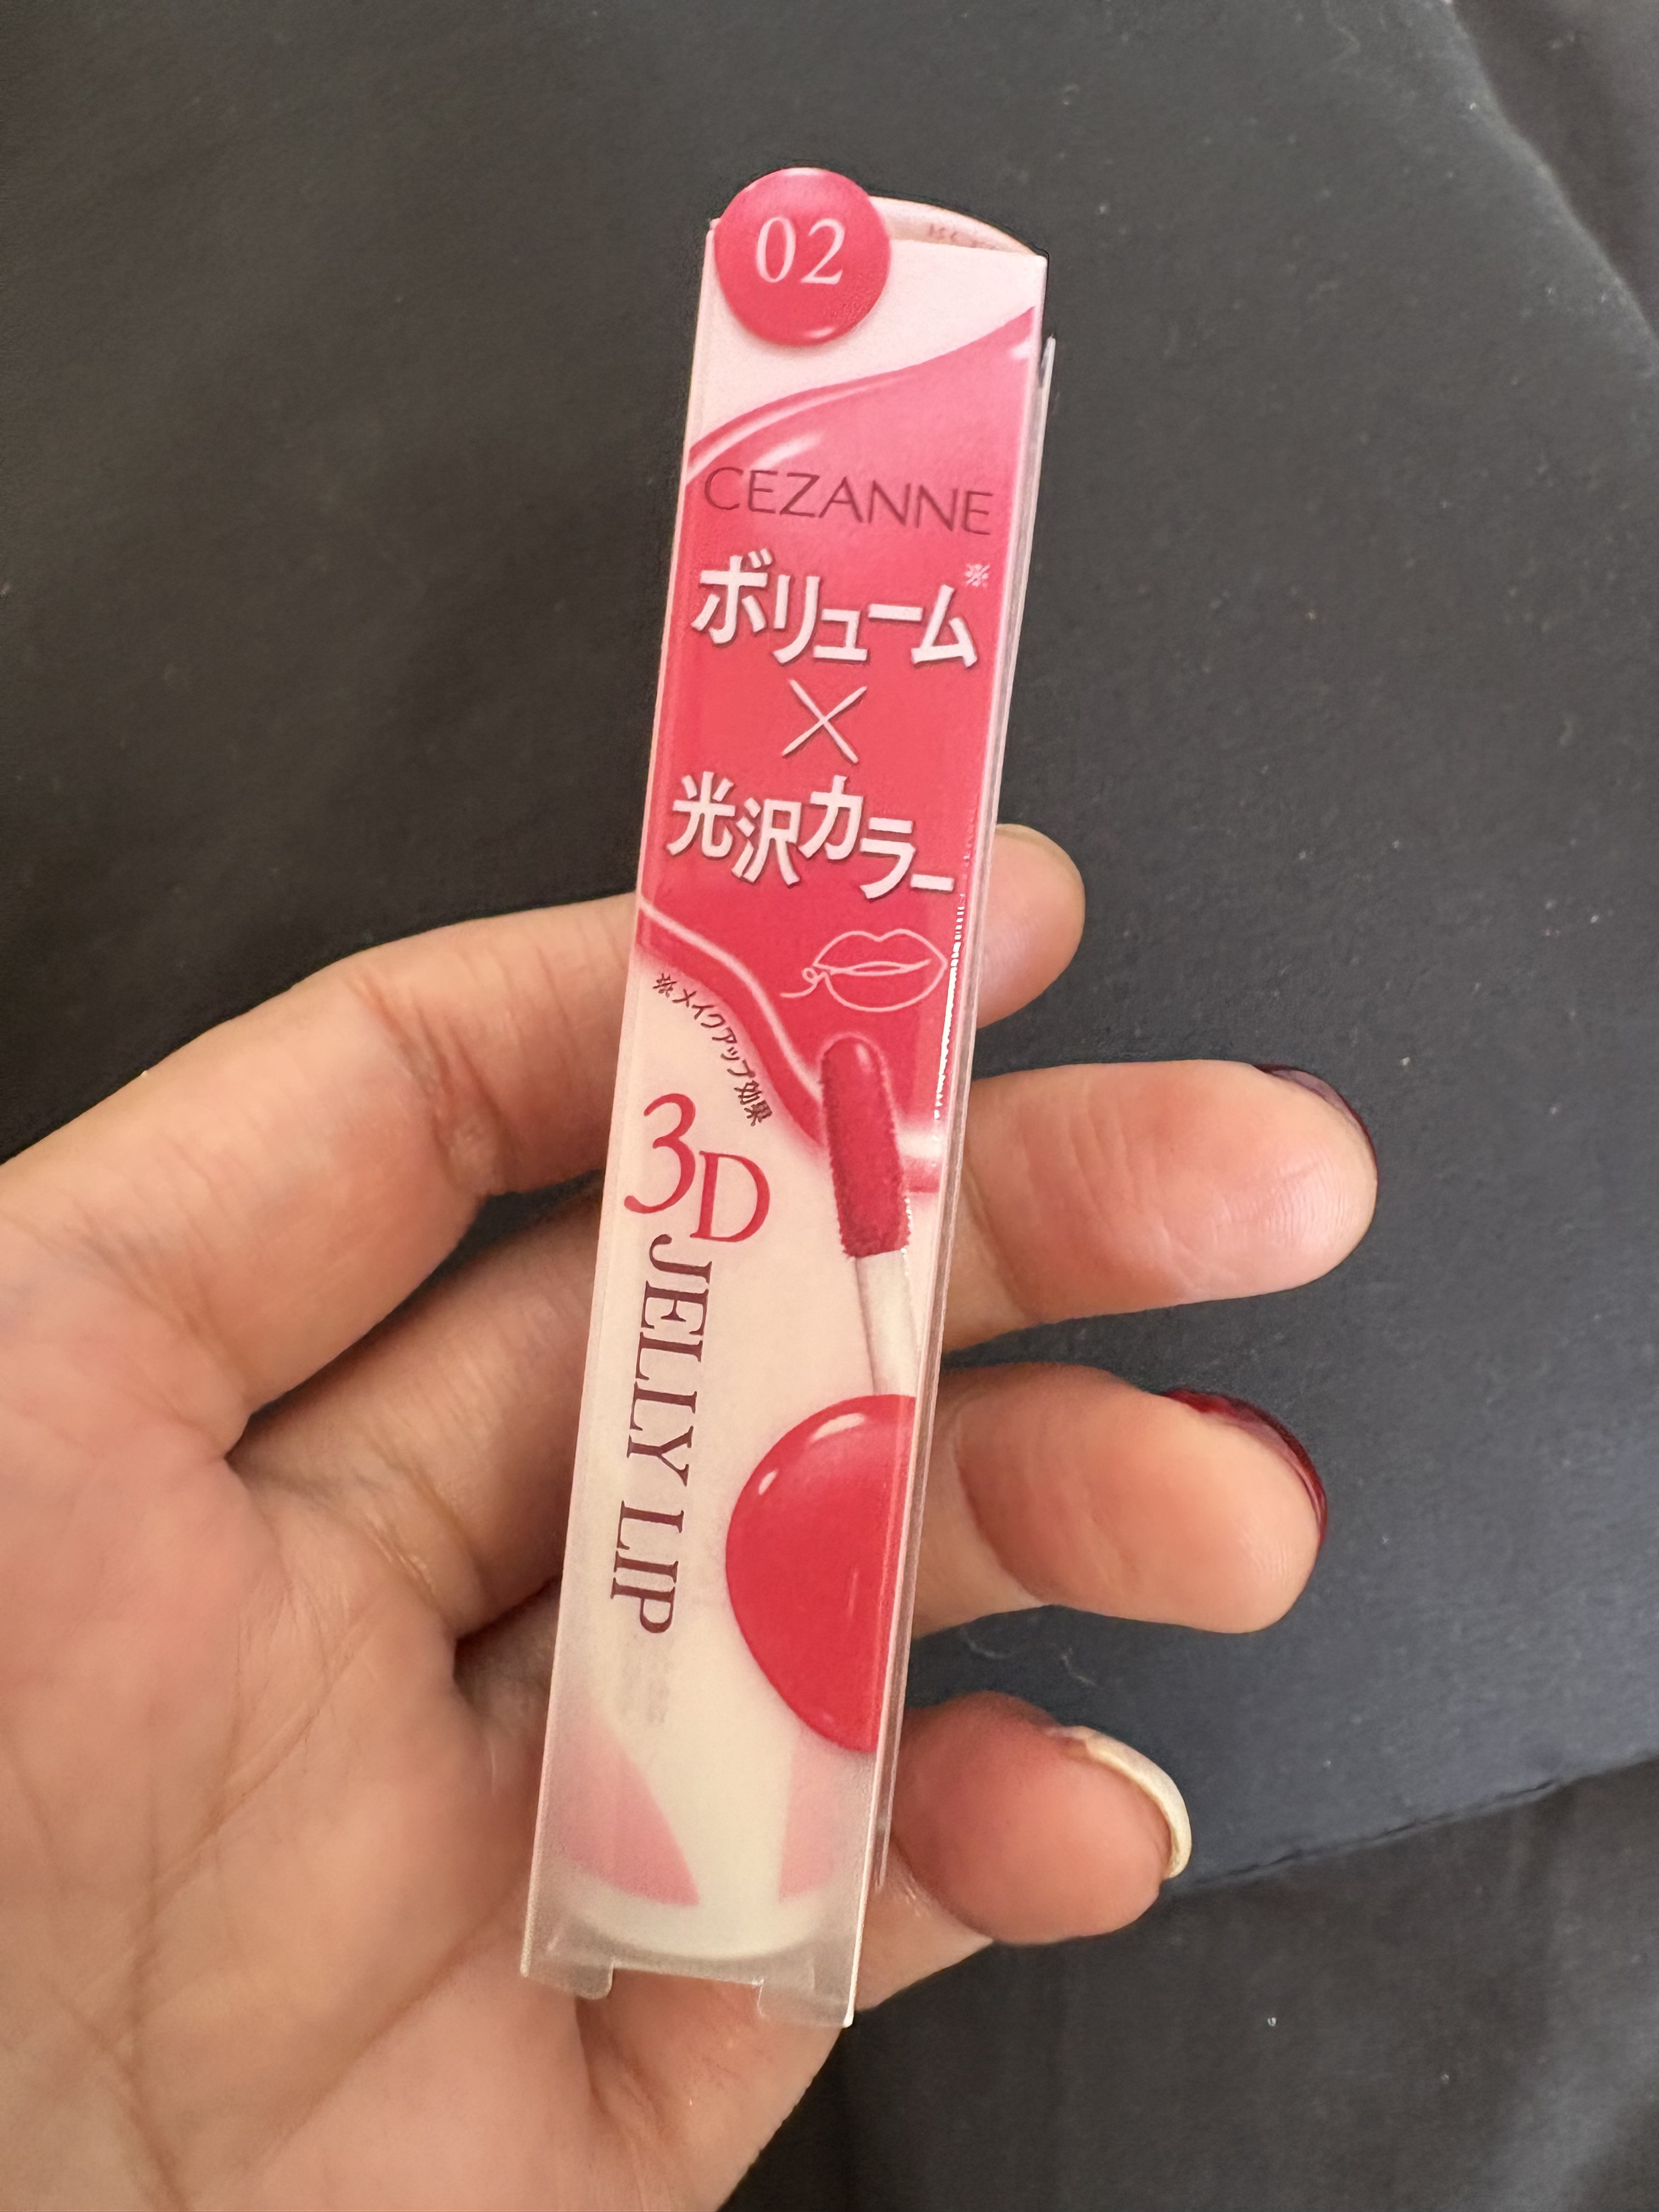 02
CEZANNE
ボリューム※
×
光沢カラー
※メイクアップ効果
3D
JELLY LIP